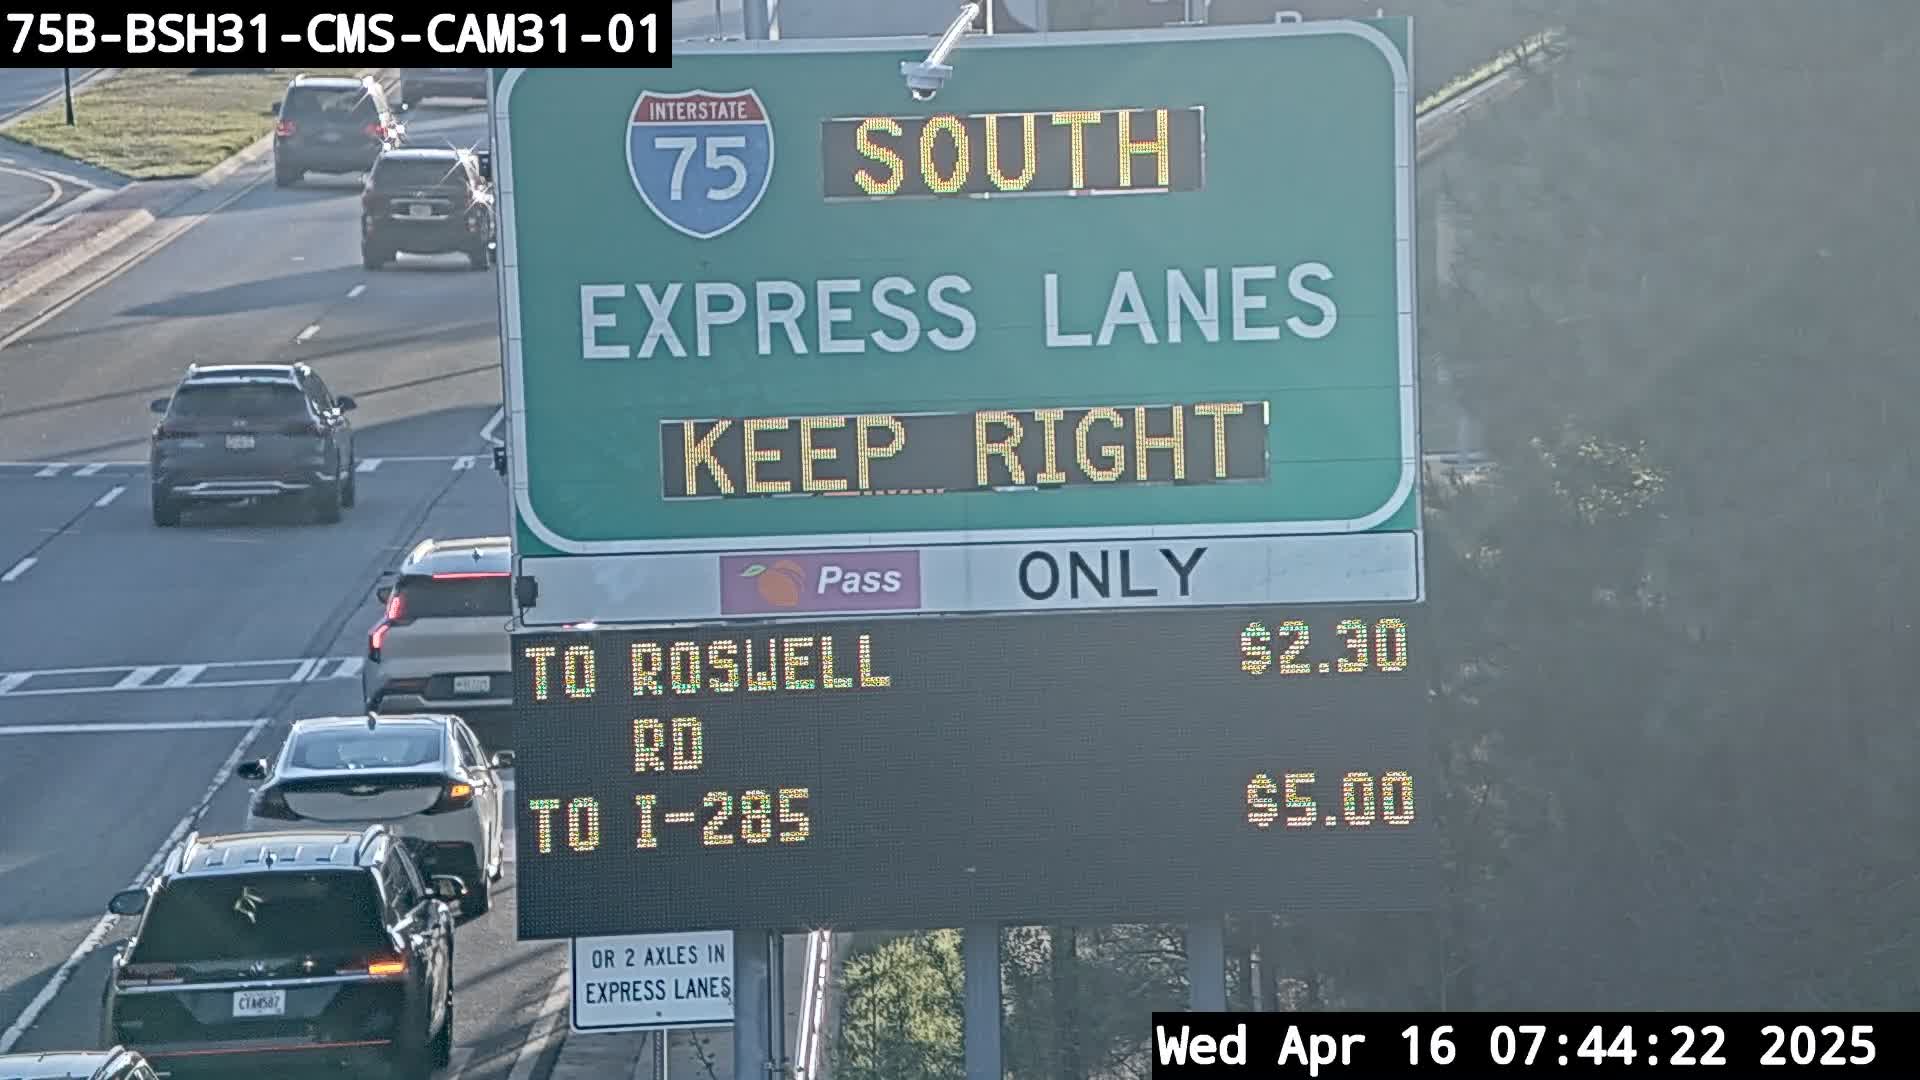 75B-BSH31-CMS-CAM31-01
INTERSTATE
75
SOUTH
EXPRESS LANES
KEEP RIGHT
Pass ONLY
TO ROSWELL $2.30
RD
TO I-285 $5.00
OR 2 AXLES IN
EXPRESS LANES
CTA4587
Wed Apr 16 07:44:22 2025